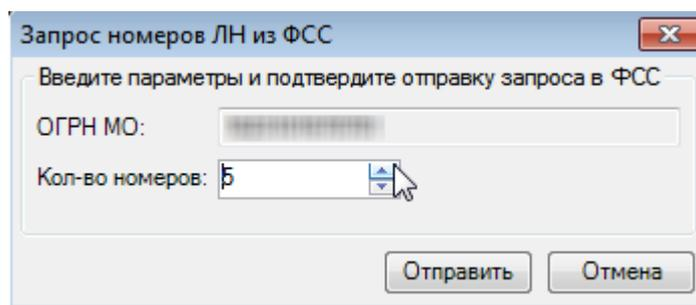 Запрос номеров ЛН из ФСС
Введите параметры и подтвердите отправку запроса в ФСС
ОГРН МО:
Кол-во номеров: 5
Отправить Отмена